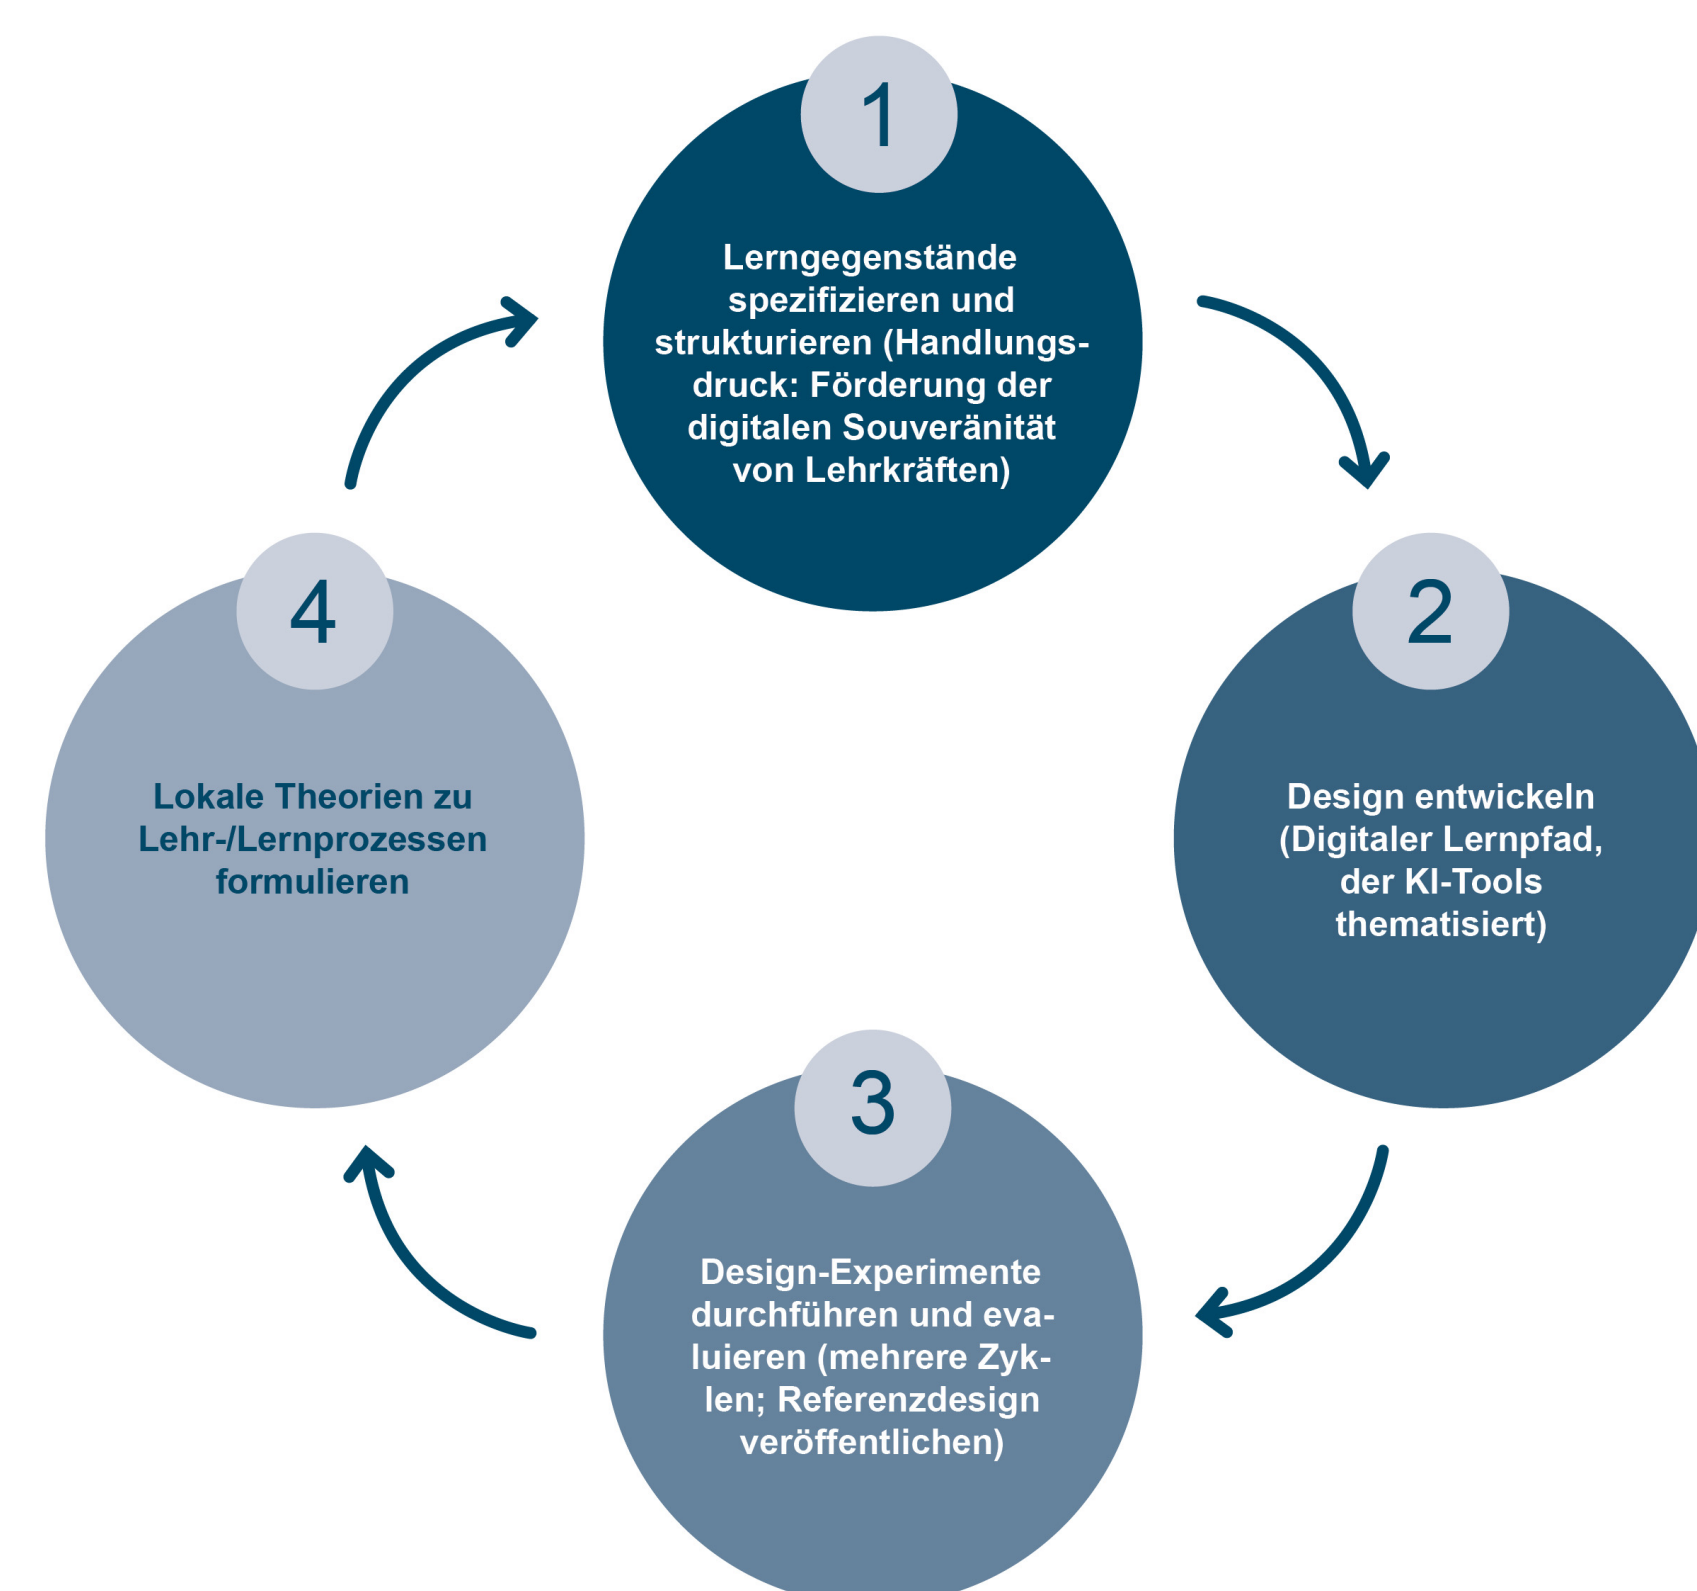 1
Lerngegenstände
spezifizieren und
strukturieren (Handlungs-
druck: Förderung der
digitalen Souveränität
von Lehrkräften)
2
Design entwickeln
(Digitaler Lernpfad,
der KI-Tools
thematisiert)
3
Design-Experimente
durchführen und eva-
luieren (mehrere Zyk-
len; Referenzdesign
veröffentlichen)
4
Lokale Theorien zu
Lehr-/Lernprozessen
formulieren